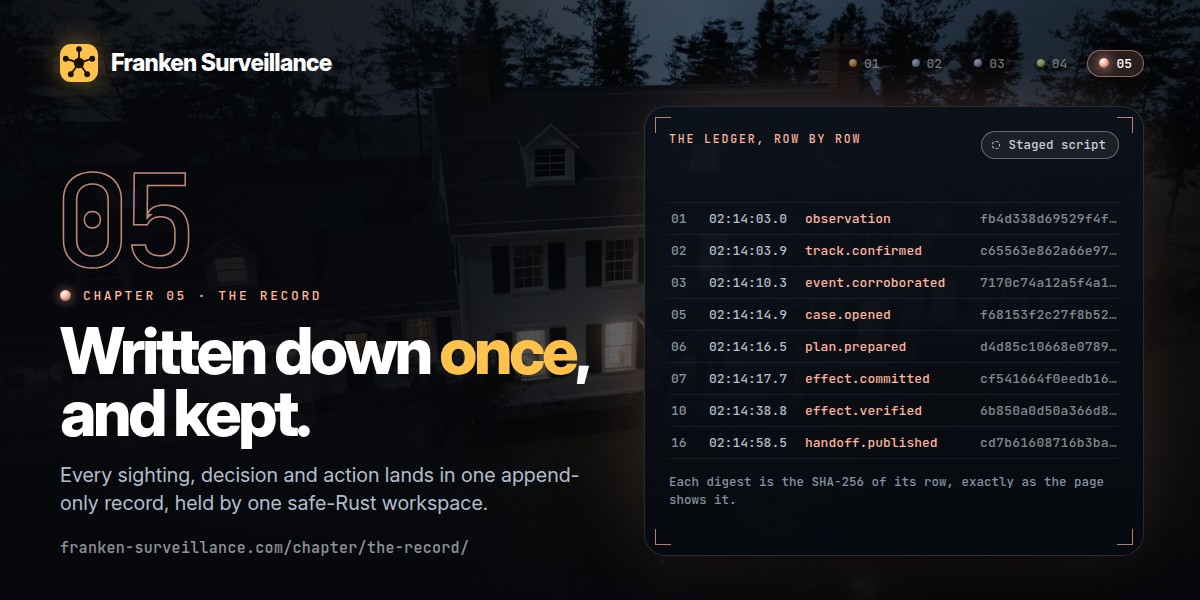 Franken Surveillance
01 02 03 04 05
05
CHAPTER 05 · THE RECORD
Written down once,
and kept.
Every sighting, decision and action lands in one append-
only record, held by one safe-Rust workspace.
franken-surveillance.com/chapter/the-record/
THE LEDGER, ROW BY ROW
Staged script
01 02:14:03.0 observation fb4d338d69529f4f…
02 02:14:03.9 track.confirmed c65563e862a66e97…
03 02:14:10.3 event.corroborated 7170c74a12a5f4a1…
05 02:14:14.9 case.opened f68153f2c27f8b52…
06 02:14:16.5 plan.prepared d4d85c10668e0789…
07 02:14:17.7 effect.committed cf541664f0eedb16…
10 02:14:38.8 effect.verified 6b850a0d50a366d8…
16 02:14:58.5 handoff.published cd7b61608716b3ba…
Each digest is the SHA-256 of its row, exactly as the page
shows it.